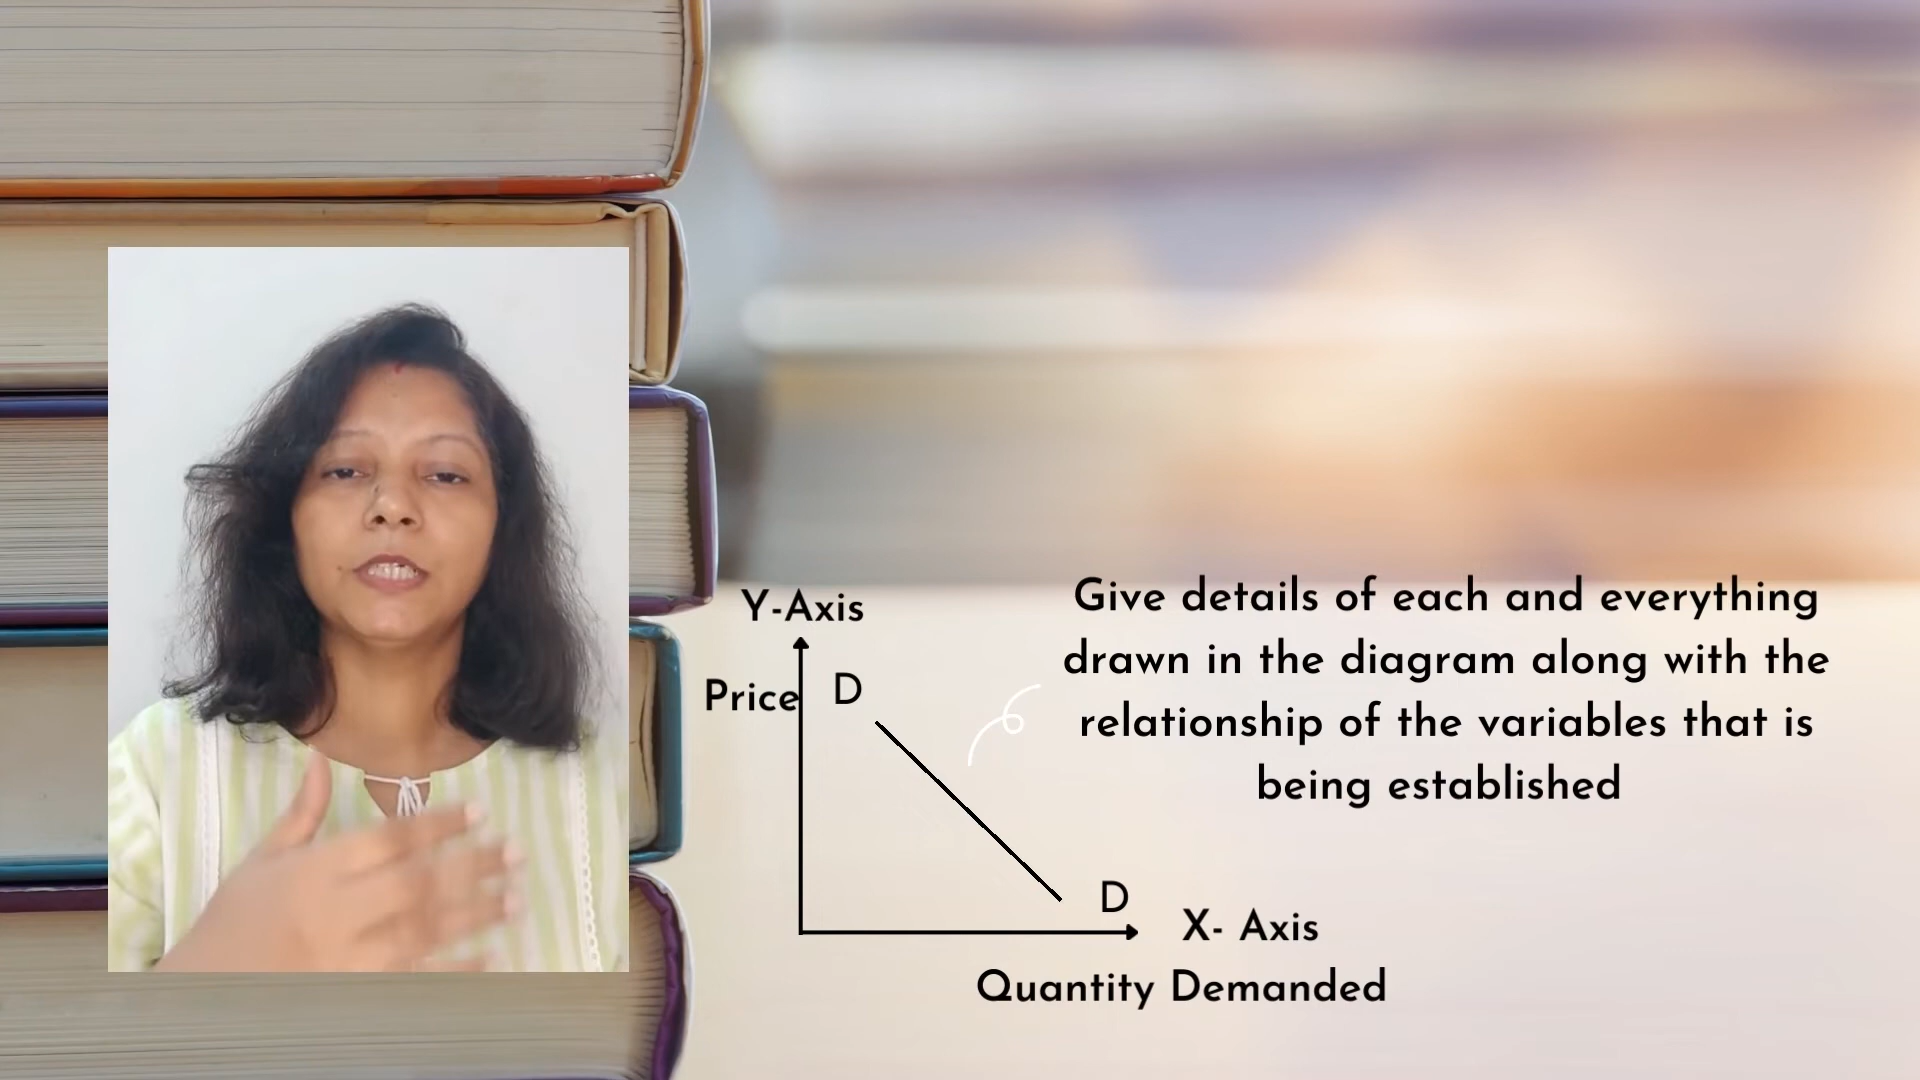 Y-Axis
Price
D
D
X- Axis
Quantity Demanded
Give details of each and everything
drawn in the diagram along with the
relationship of the variables that is
being established